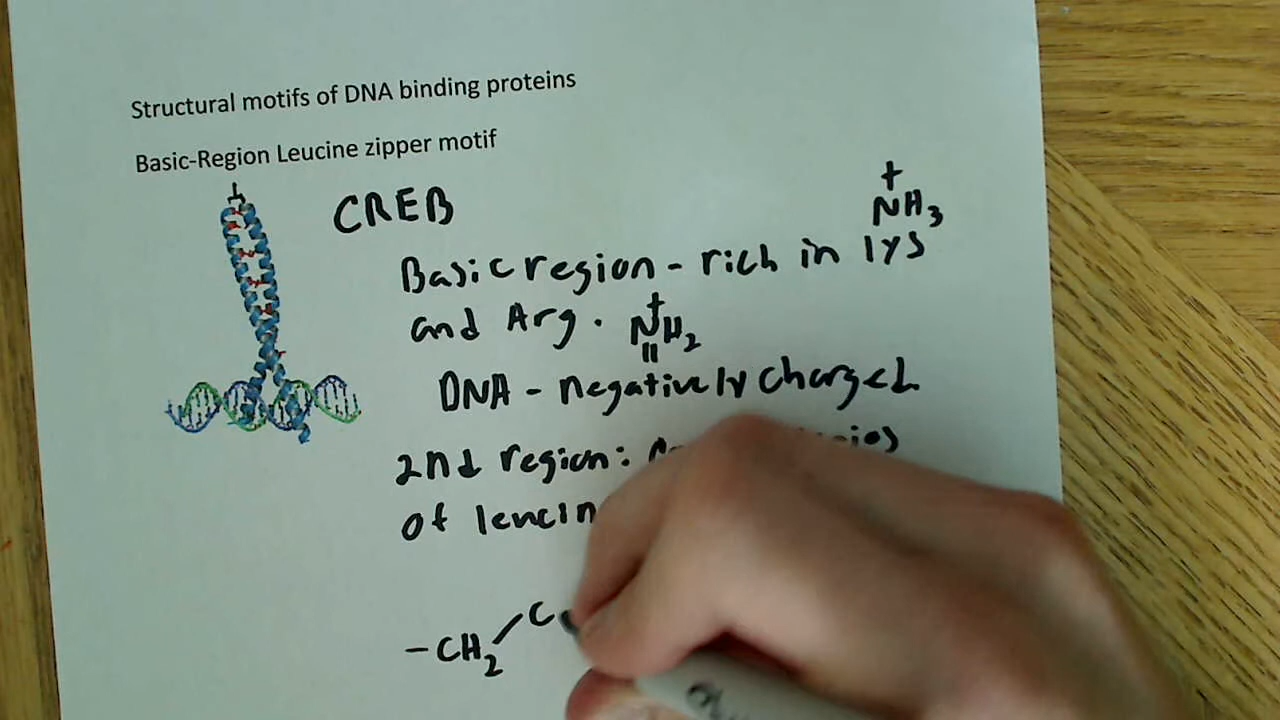 Structural motifs of DNA binding proteins
Basic-Region Leucine zipper motif
CREB
+
NH3
Basic region - rich in lys
and Arg. N+H2
DNA - negatively charged
2nd region:
of leucin
-CH2 C